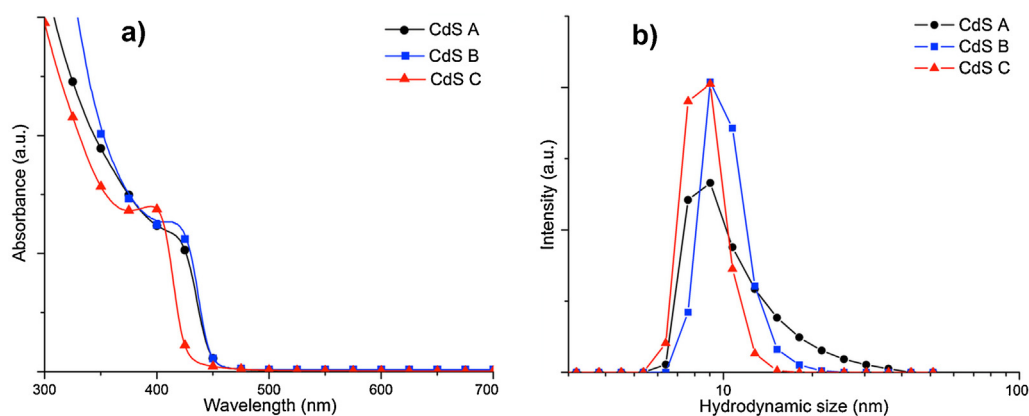 a)
CdS A
CdS B
CdS C
Absorbance (a.u.)
300 400 500 600 700
Wavelength (nm)
b)
CdS A
CdS B
CdS C
Intensity (a.u.)
10 100
Hydrodynamic size (nm)